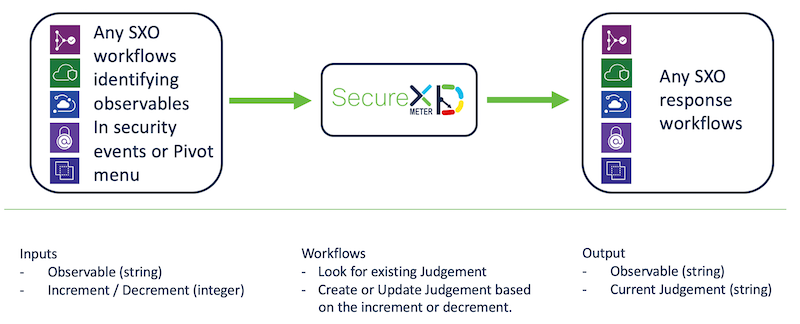 Any SXO
workflows
identifying
observables
In security
events or Pivot
menu
SecureX D
METER
Any SXO
response
workflows
Inputs
- Observable (string)
- Increment / Decrement (integer)
Workflows
- Look for existing Judgement
- Create or Update Judgement based
on the increment or decrement.
Output
- Observable (string)
- Current Judgement (string)